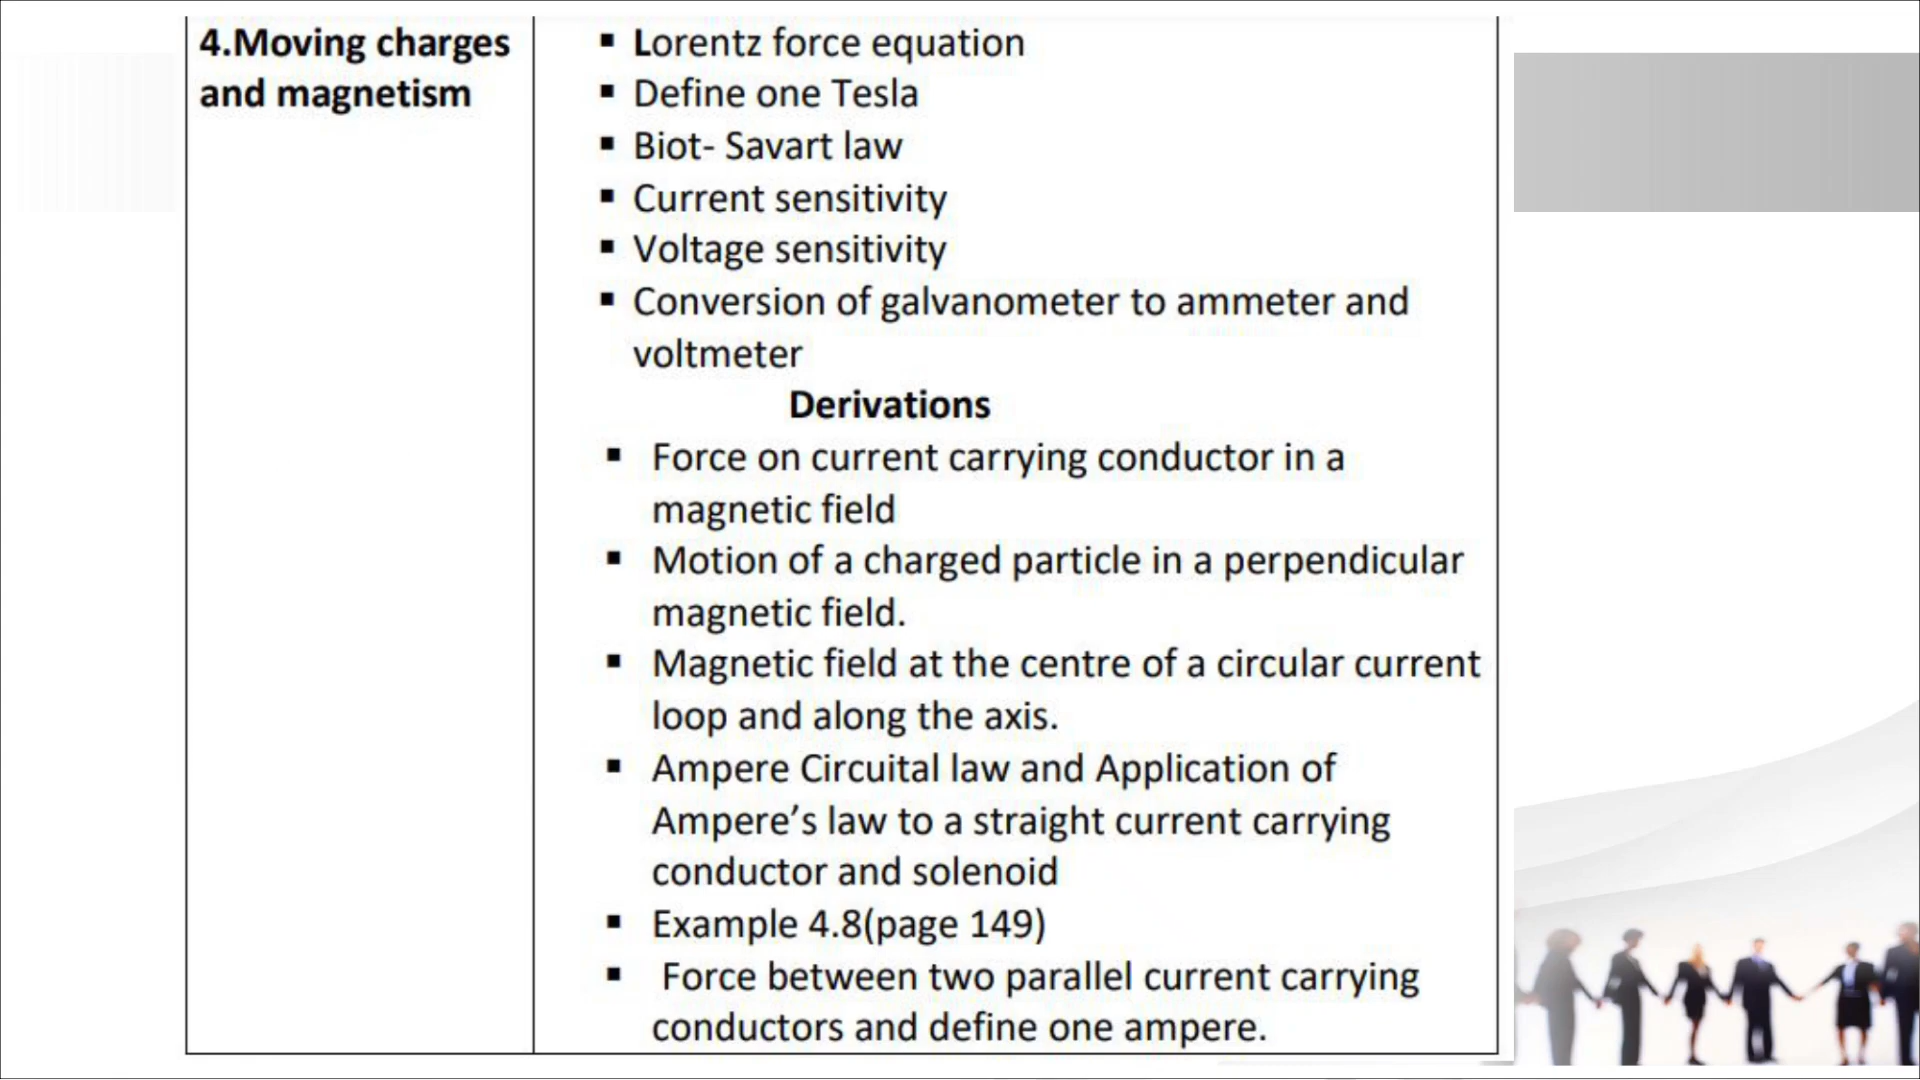 4.Moving charges
and magnetism
▪ Lorentz force equation
▪ Define one Tesla
▪ Biot- Savart law
▪ Current sensitivity
▪ Voltage sensitivity
▪ Conversion of galvanometer to ammeter and
voltmeter
Derivations
▪ Force on current carrying conductor in a
magnetic field
▪ Motion of a charged particle in a perpendicular
magnetic field.
▪ Magnetic field at the centre of a circular current
loop and along the axis.
▪ Ampere Circuital law and Application of
Ampere’s law to a straight current carrying
conductor and solenoid
▪ Example 4.8(page 149)
▪ Force between two parallel current carrying
conductors and define one ampere.